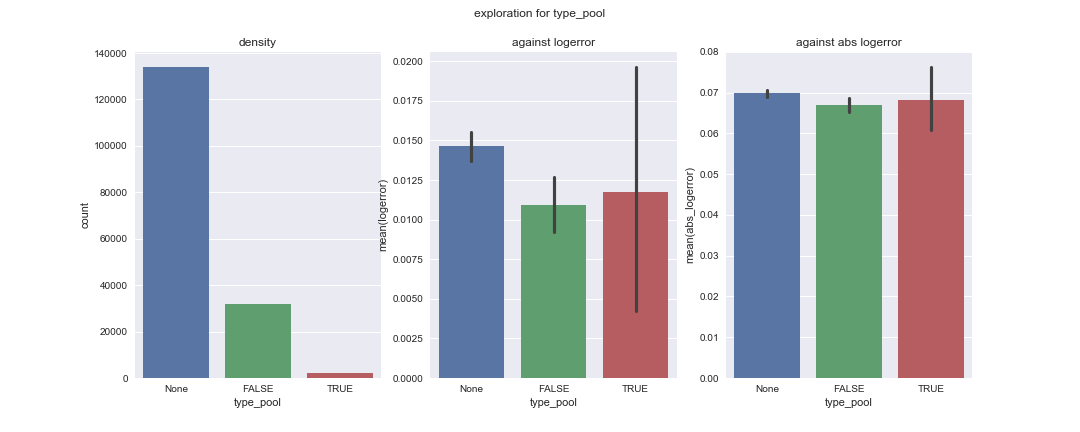 exploration for type_pool
density
140000
120000
100000
80000
60000
40000
20000
0
count
None FALSE TRUE
type_pool
against logerror
0.0200
0.0175
0.0150
0.0125
0.0100
0.0075
0.0050
0.0025
0.0000
mean(logerror)
None FALSE TRUE
type_pool
against abs logerror
0.08
0.07
0.06
0.05
0.04
0.03
0.02
0.01
0.00
mean(abs_logerror)
None FALSE TRUE
type_pool